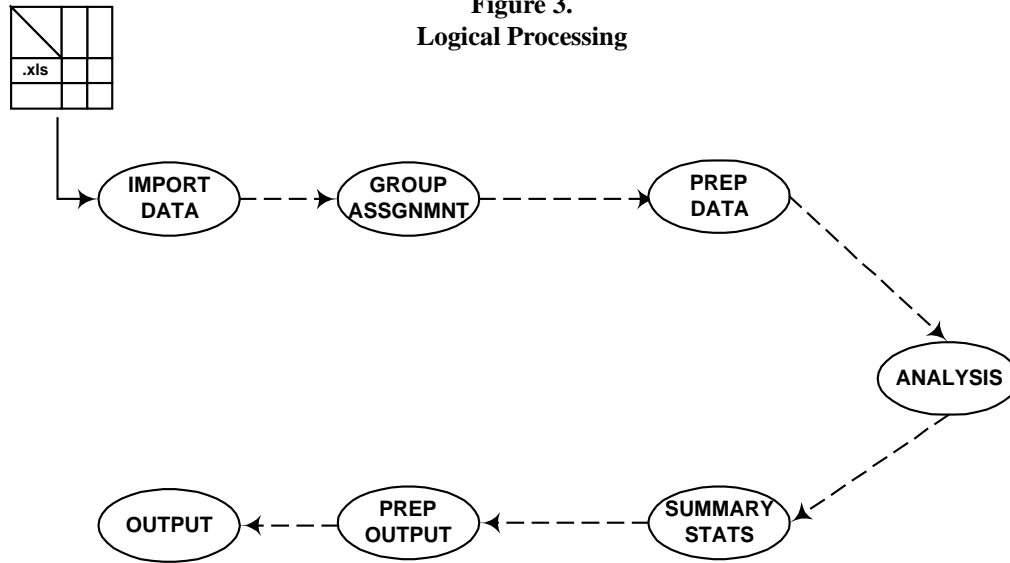 Figure 3.
Logical Processing
.xls
IMPORT
DATA
GROUP
ASSGNMNT
PREP
DATA
ANALYSIS
SUMMARY
STATS
PREP
OUTPUT
OUTPUT